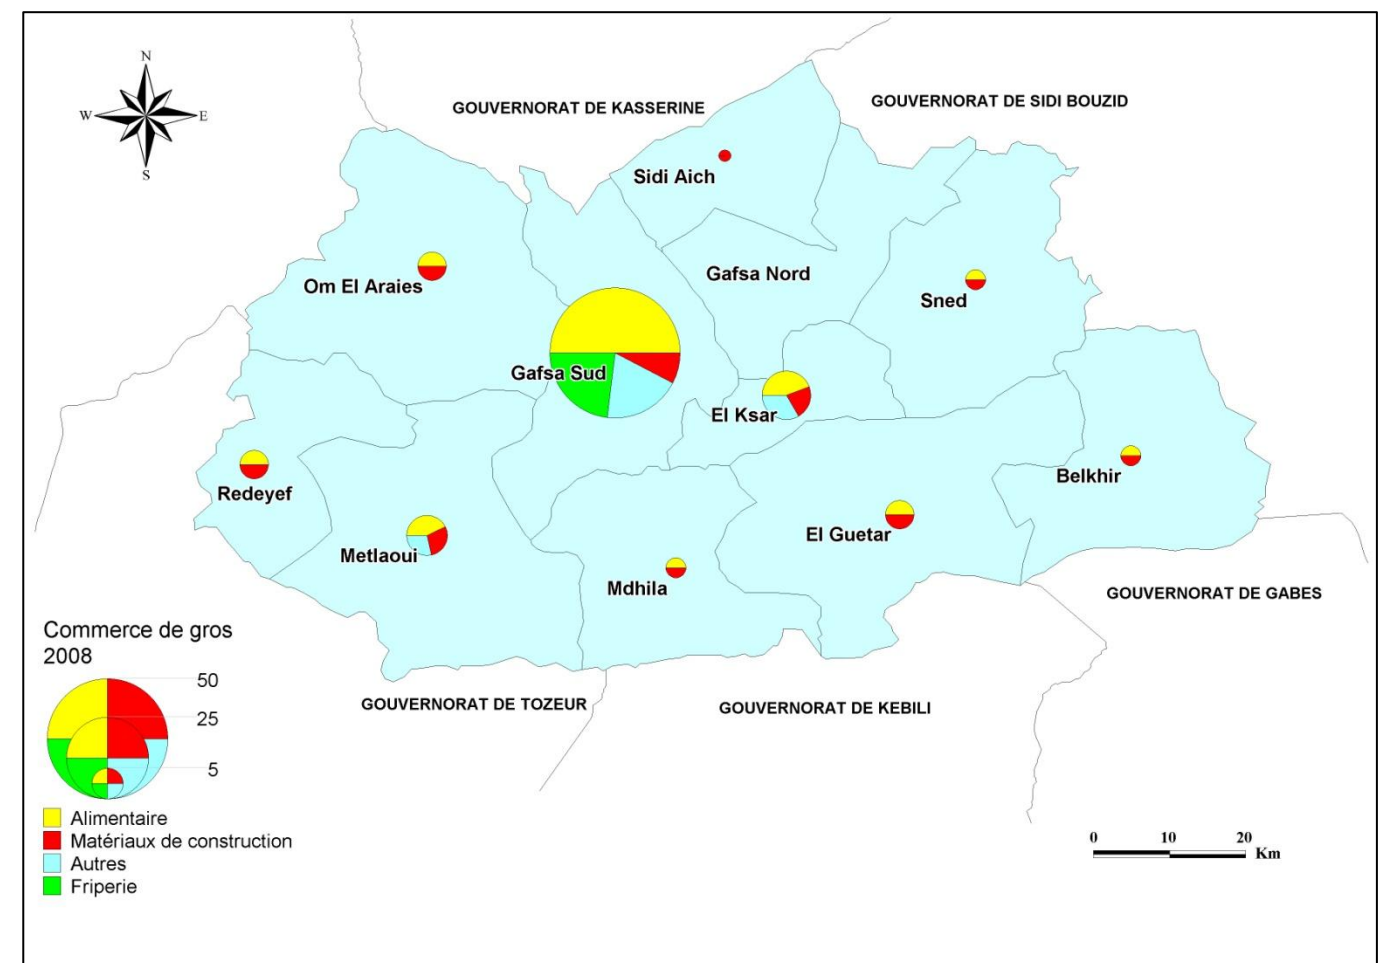 N
W
E
S
GOUVERNORAT DE KASSERINE
GOUVERNORAT DE SIDI BOUZID
Sidi Aich
Gafsa Nord
Om El Araies
Sned
Gafsa Sud
El Ksar
Belkhir
Redeyef
El Guetar
Metlaoui
Mdhila
GOUVERNORAT DE GABES
GOUVERNORAT DE TOZEUR
GOUVERNORAT DE KEBILI
Commerce de gros
2008
50
25
5
Alimentaire
Matériaux de construction
Autres
Friperie
0 10 20
Km